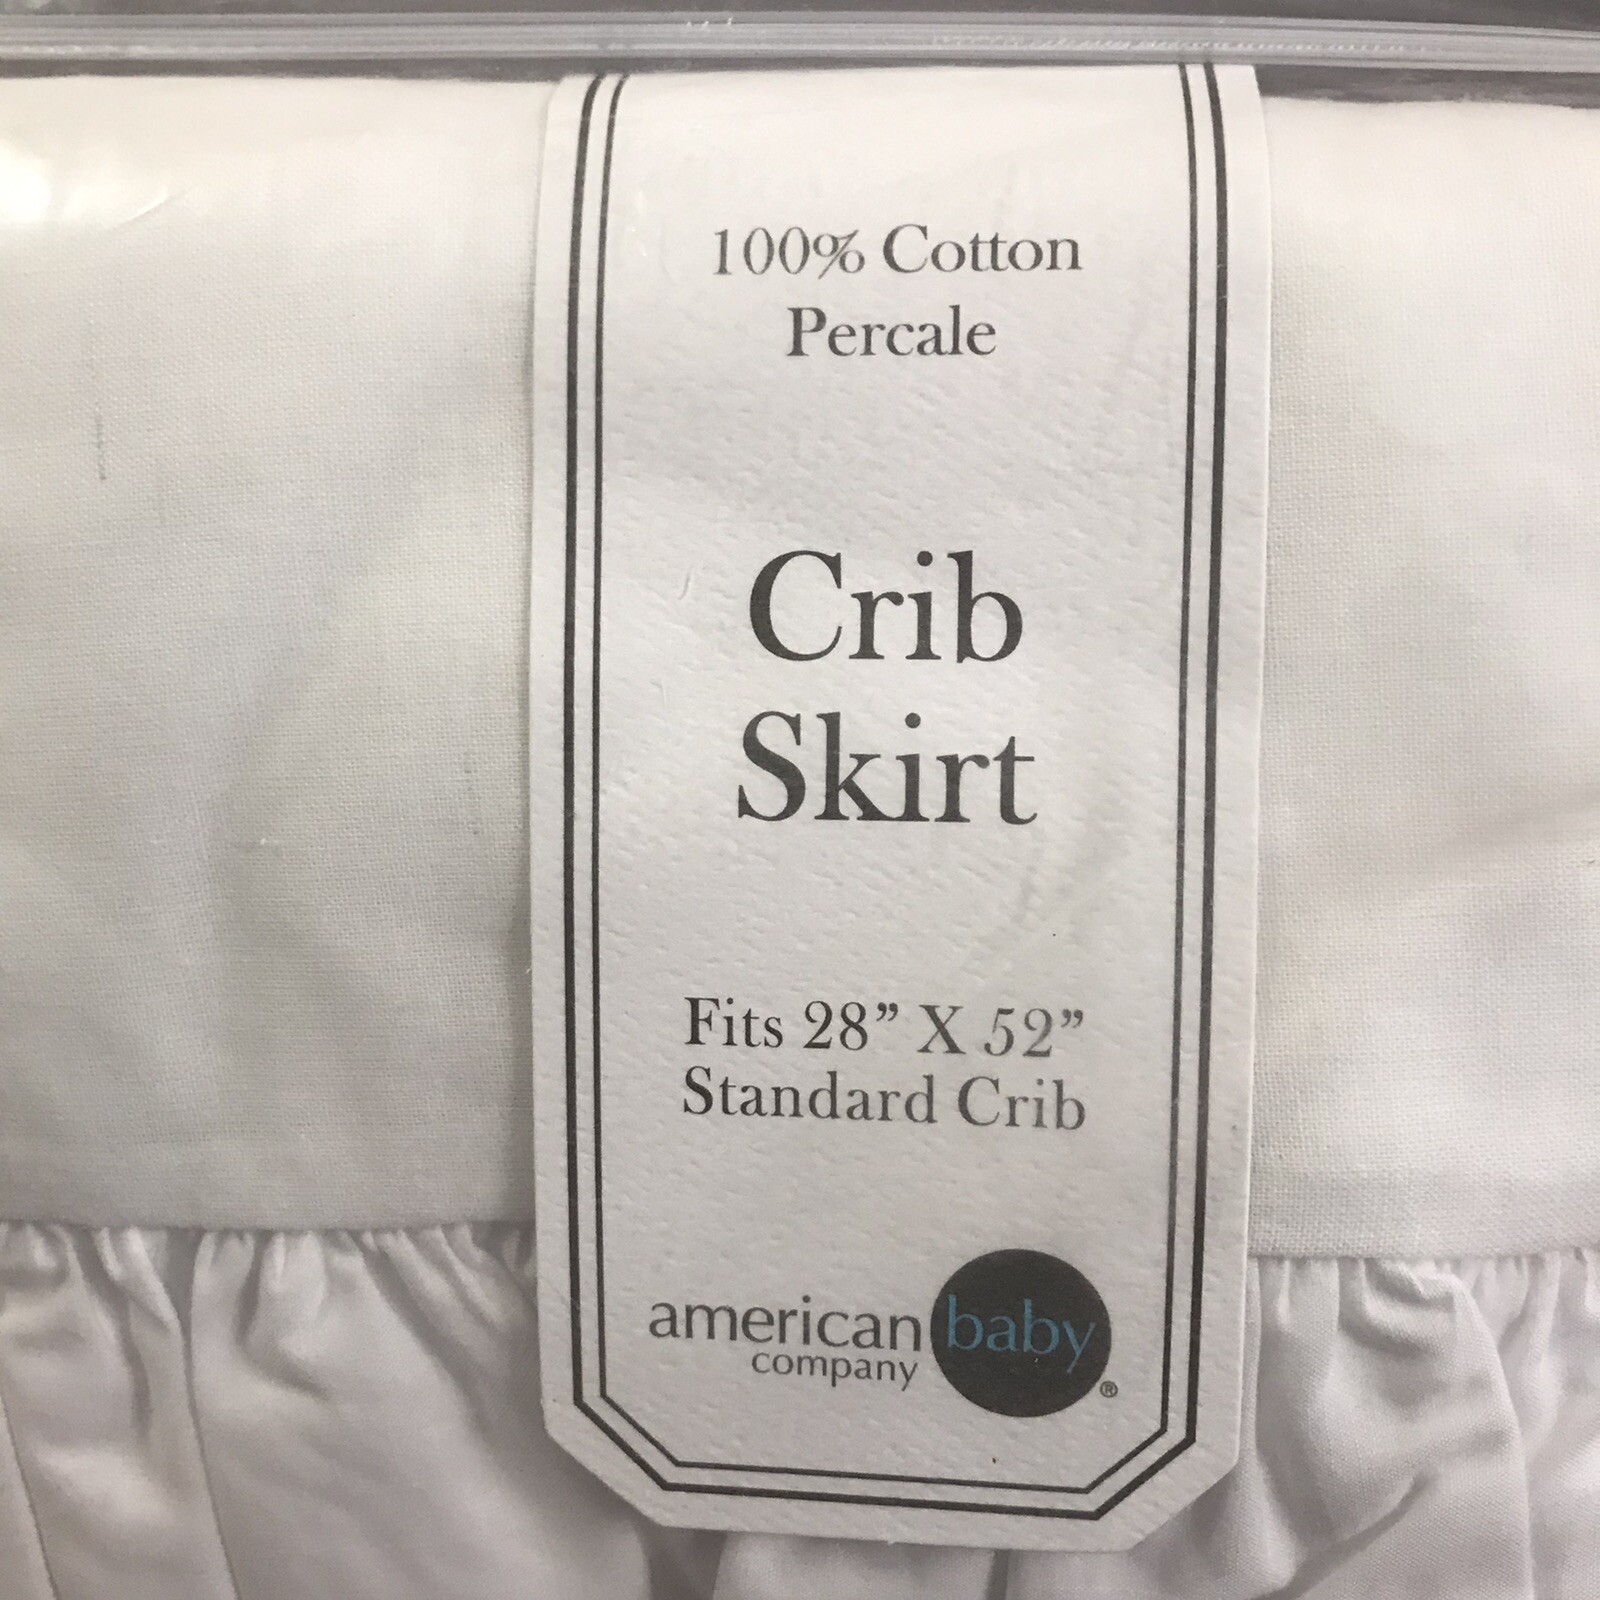 100% Cotton
Percale
Crib
Skirt
Fits 28” X 52”
Standard Crib
american baby
company ®